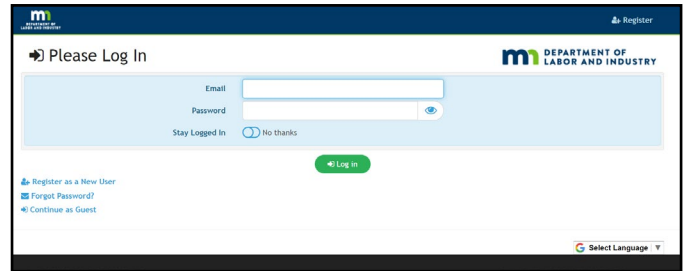 DEPARTMENT OF
LABOR AND INDUSTRY
Register
Please Log In
DEPARTMENT OF
LABOR AND INDUSTRY
Email
Password
Stay Logged In No thanks
Log in
Register as a New User
Forgot Password?
Continue as Guest
Select Language ▼